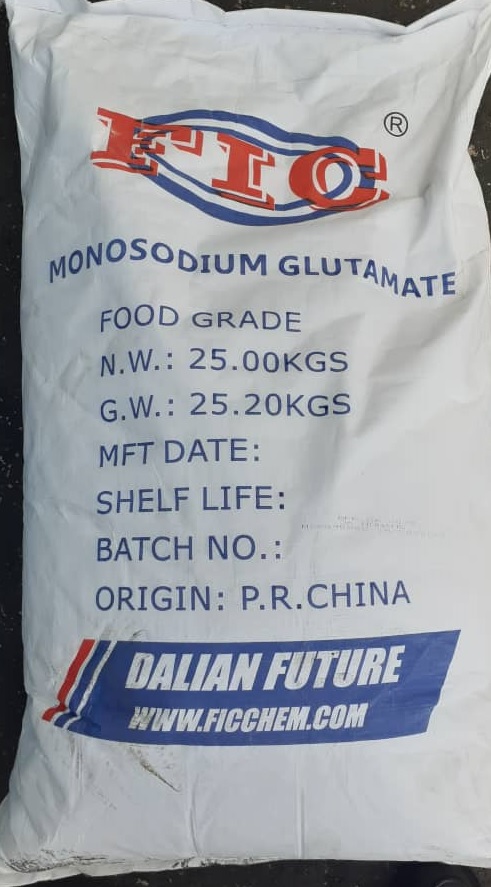 FIC ®
MONOSODIUM GLUTAMATE
FOOD GRADE
N.W.: 25.00KGS
G.W.: 25.20KGS
MFT DATE:
SHELF LIFE:
BATCH NO.:
ORIGIN: P.R.CHINA
DALIAN FUTURE
WWW.FICCHEM.COM